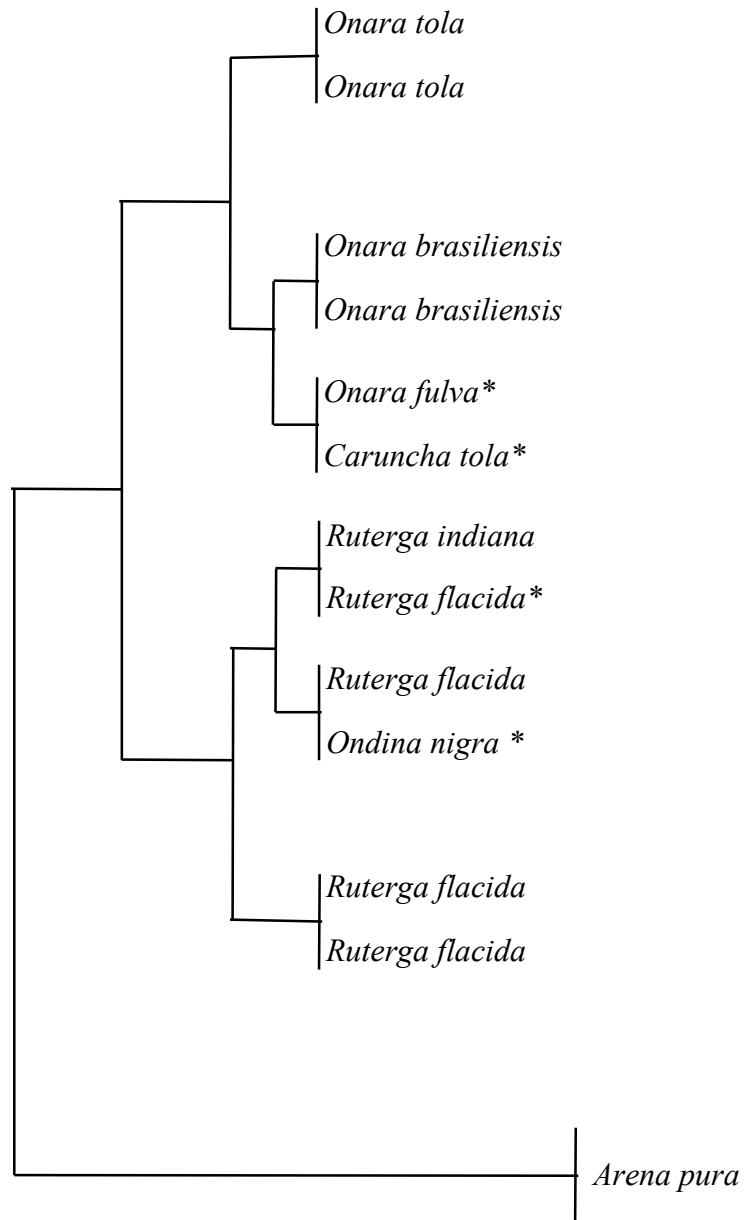 Onara tola
Onara tola
Onara brasiliensis
Onara brasiliensis
Onara fulva*
Caruncha tola*
Ruterga indiana
Ruterga flacida*
Ruterga flacida
Ondina nigra *
Ruterga flacida
Ruterga flacida
Arena pura